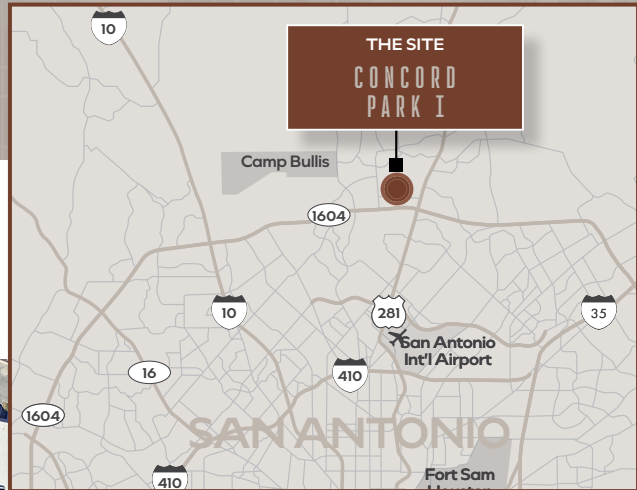 10
THE SITE
CONCORD
PARK I
Camp Bullis
1604
10
281
35
San Antonio
Int'l Airport
410
16
1604
SAN ANTONIO
410
Fort Sam
Houston